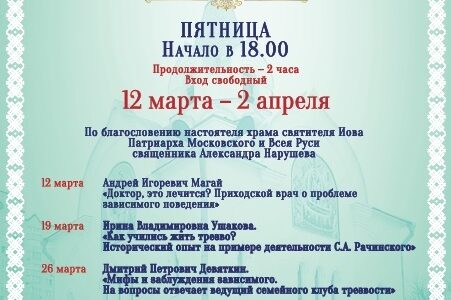 ПЯТНИЦА
Начало в 18.00
Продолжительность – 2 часа
Вход свободный
12 марта – 2 апреля
По благословению настоятеля храма святителя Иова
Патриарха Московского и Всея Руси
священника Александра Нарушева
12 марта Андрей Игоревич Магай
«Доктор, это лечится? Приходской врач о проблеме
зависимого поведения»
19 марта Ирина Владимировна Ушакова.
«Как учились жить трезво?
Исторический опыт на примере деятельности С.А. Рачинского»
26 марта Дмитрий Петрович Девяткин.
«Мифы и заблуждения зависимого.
На вопросы отвечает ведущий семейного клуба трезвости»